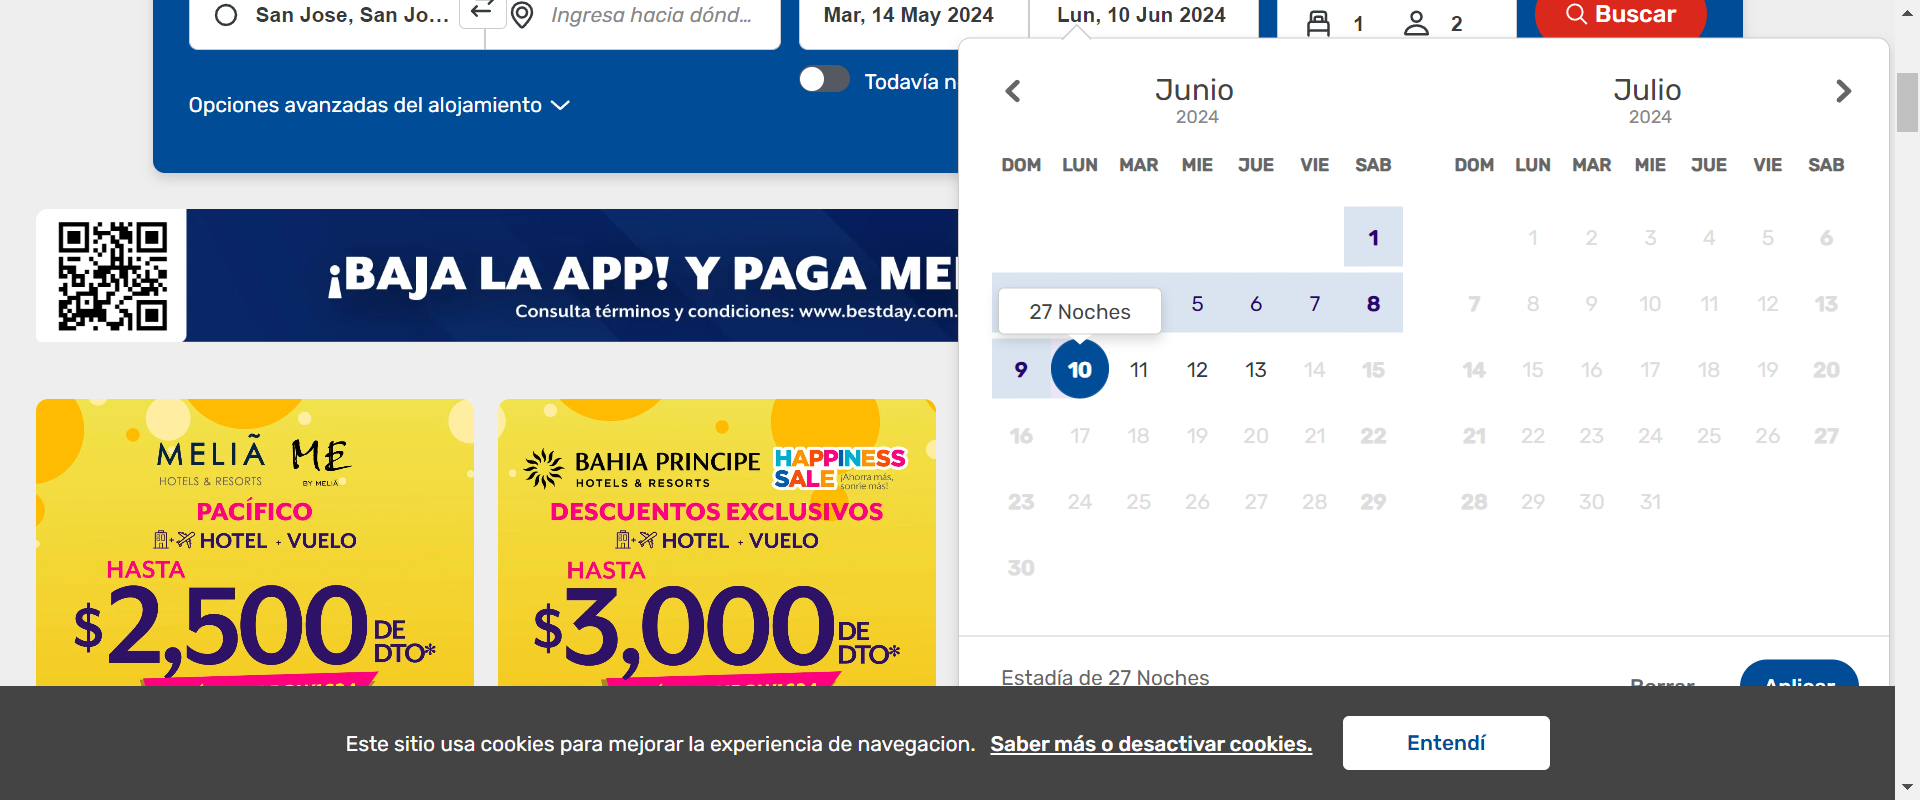 San Jose, San Jo...
Ingresa hacia dónd...
Mar, 14 May 2024
Lun, 10 Jun 2024
1
2
Buscar
Opciones avanzadas del alojamiento
Todavía n
¡BAJA LA APP! Y PAGA ME
Consulta términos y condiciones: www.bestday.com.
Junio
2024
DOM LUN MAR MIE JUE VIE SAB
1
27 Noches
5 6 7 8
9 10 11 12 13 14 15
16 17 18 19 20 21 22
23 24 25 26 27 28 29
30
Julio
2024
DOM LUN MAR MIE JUE VIE SAB
1 2 3 4 5 6
7 8 9 10 11 12 13
14 15 16 17 18 19 20
21 22 23 24 25 26 27
28 29 30 31
Estadía de 27 Noches
Borrar
Aplicar
MELIÃ
HOTELS & RESORTS
ME
BY MELIÃ
PACÍFICO
HOTEL + VUELO
HASTA
$2,500 DE DTO*
BAHIA PRINCIPE
HOTELS & RESORTS
HAPPINESS
SALE
¡Ahorra más,
sonríe más!
DESCUENTOS EXCLUSIVOS
HOTEL + VUELO
HASTA
$3,000 DE DTO*
Este sitio usa cookies para mejorar la experiencia de navegacion. Saber más o desactivar cookies.
Entendí